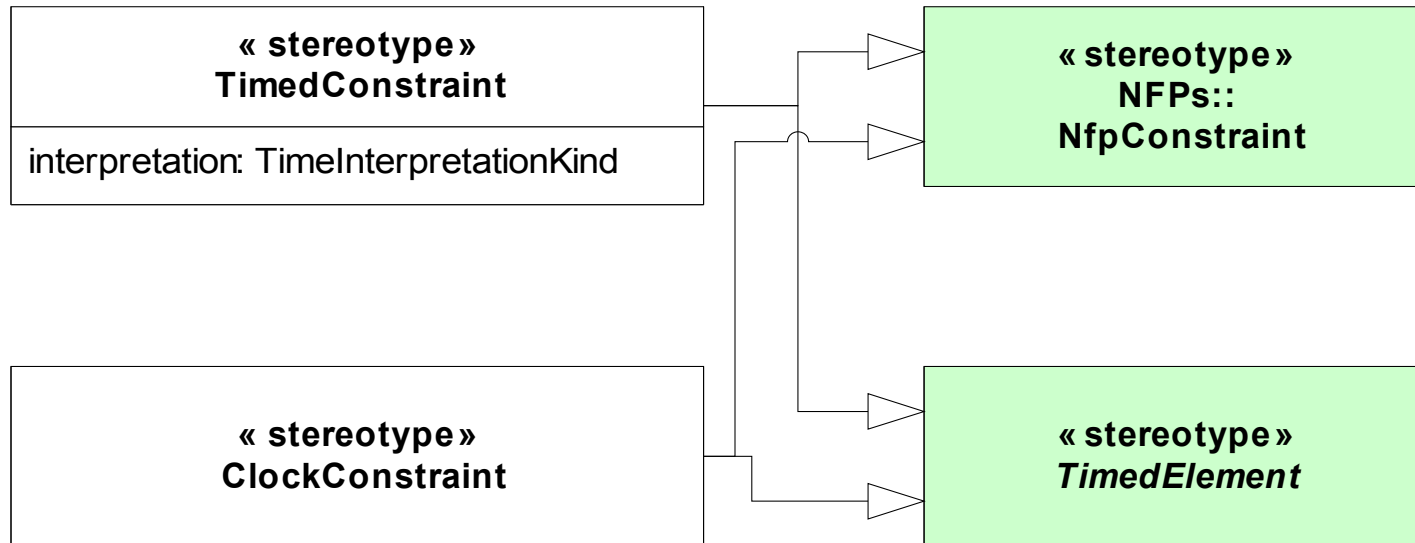 « stereotype»
TimedConstraint
interpretation: TimeInterpretationKind
« stereotype»
NFPs::
NfpConstraint
« stereotype»
ClockConstraint
« stereotype»
TimedElement